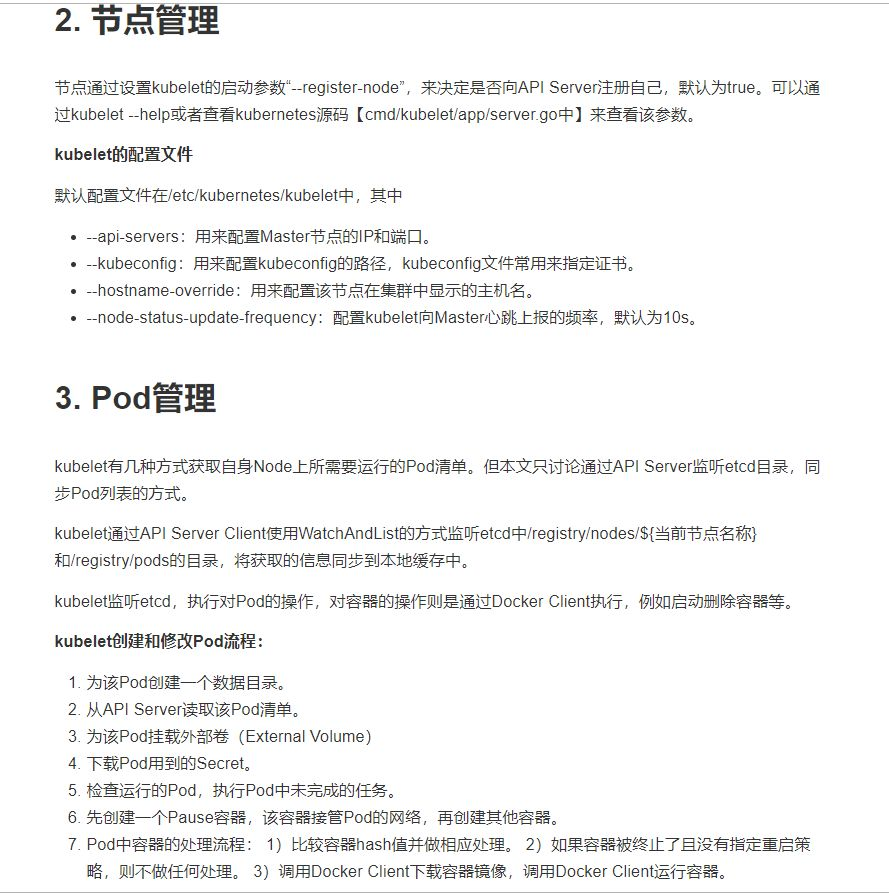 2. 节点管理
节点通过设置kubelet的启动参数“--register-node”，来决定是否向API Server注册自己，默认为true。可以通
过kubelet --help或者查看kubernetes源码【cmd/kubelet/app/server.go中】来查看该参数。
kubelet的配置文件
默认配置文件在/etc/kubernetes/kubelet中，其中
• --api-servers：用来配置Master节点的IP和端口。
• --kubeconfig：用来配置kubeconfig的路径，kubeconfig文件常用来指定证书。
• --hostname-override：用来配置该节点在集群中显示的主机名。
• --node-status-update-frequency：配置kubelet向Master心跳上报的频率，默认为10s。
3. Pod管理
kubelet有几种方式获取自身Node上所需要运行的Pod清单。但本文只讨论通过API Server监听etcd目录，同
步Pod列表的方式。
kubelet通过API Server Client使用WatchAndList的方式监听etcd中/registry/nodes/${当前节点名称}
和/registry/pods的目录，将获取的信息同步到本地缓存中。
kubelet监听etcd，执行对Pod的操作，对容器的操作则是通过Docker Client执行，例如启动删除容器等。
kubelet创建和修改Pod流程：
1. 为该Pod创建一个数据目录。
2. 从API Server读取该Pod清单。
3. 为该Pod挂载外部卷（External Volume）
4. 下载Pod用到的Secret。
5. 检查运行的Pod，执行Pod中未完成的任务。
6. 先创建一个Pause容器，该容器接管Pod的网络，再创建其他容器。
7. Pod中容器的处理流程： 1）比较容器hash值并做相应处理。 2）如果容器被终止了且没有指定重启策
略，则不做任何处理。 3）调用Docker Client下载容器镜像，调用Docker Client运行容器。